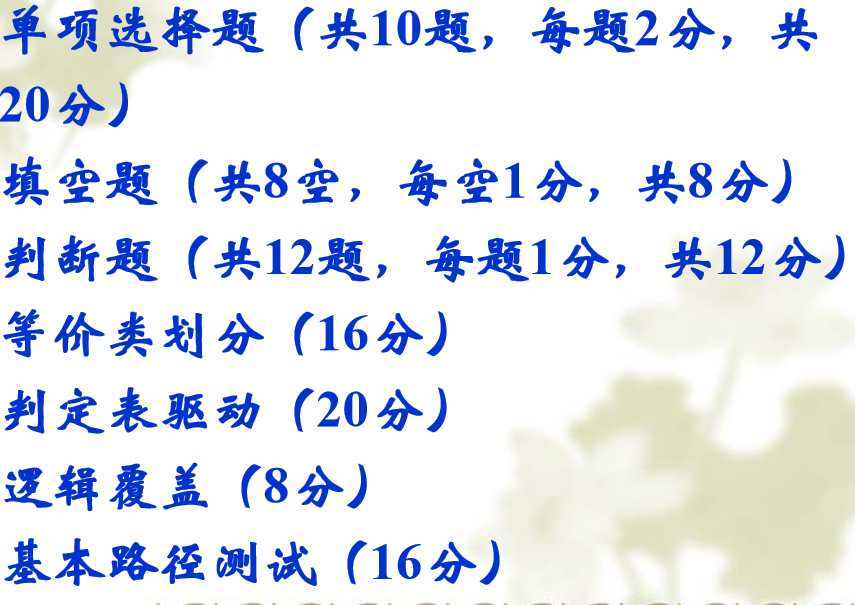 单项选择题（共10题，每题2分，共
20分）
填空题（共8空，每空1分，共8分）
判断题（共12题，每题1分，共12分）
等价类划分（16分）
判定表驱动（20分）
逻辑覆盖（8分）
基本路径测试（16分）